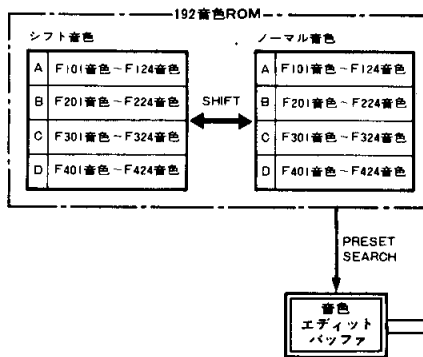 192音色ROM
シフト音色
A F101音色~F124音色
B F201音色~F224音色
C F301音色~F324音色
D F401音色~F424音色
SHIFT
ノーマル音色
A F101音色~F124音色
B F201音色~F224音色
C F301音色~F324音色
D F401音色~F424音色
PRESET
SEARCH
音色
エディット
バッファ